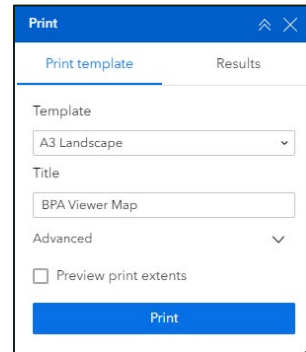 Print
Print template Results
Template
A3 Landscape
Title
BPA Viewer Map
Advanced
Preview print extents
Print